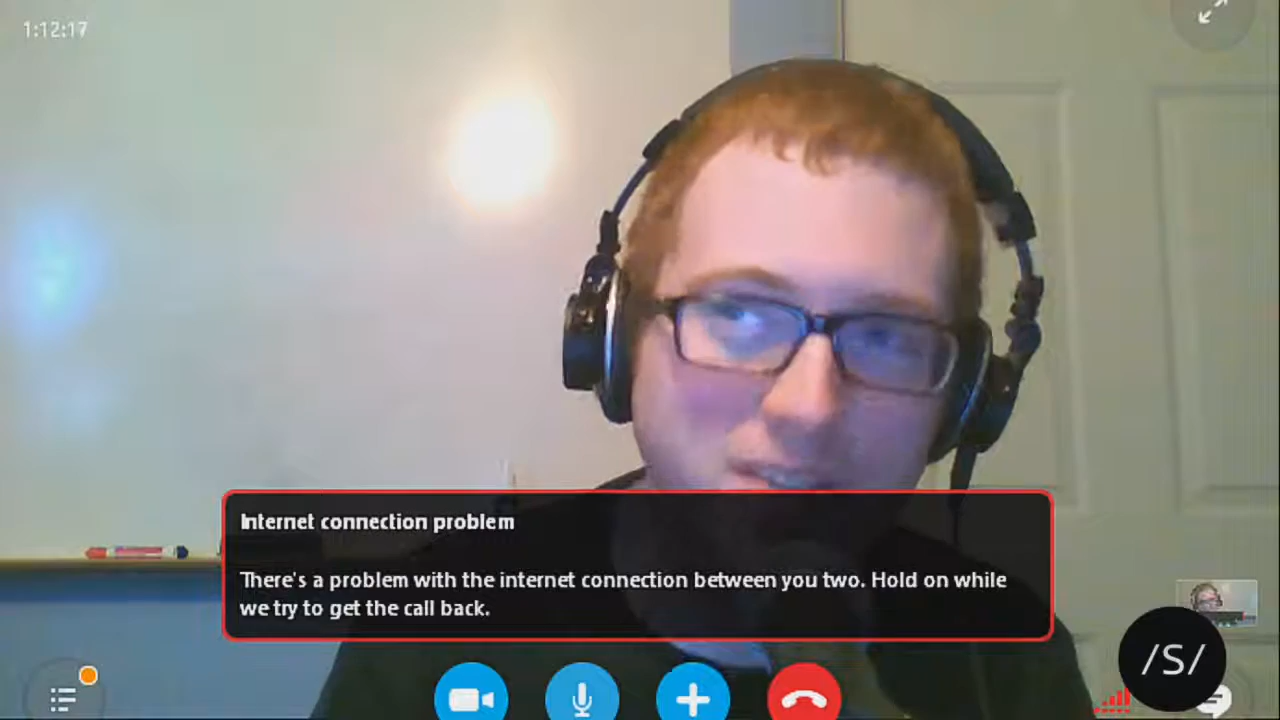 1:12:17
Internet connection problem
There's a problem with the internet connection between you two. Hold on while
we try to get the call back.
/S/